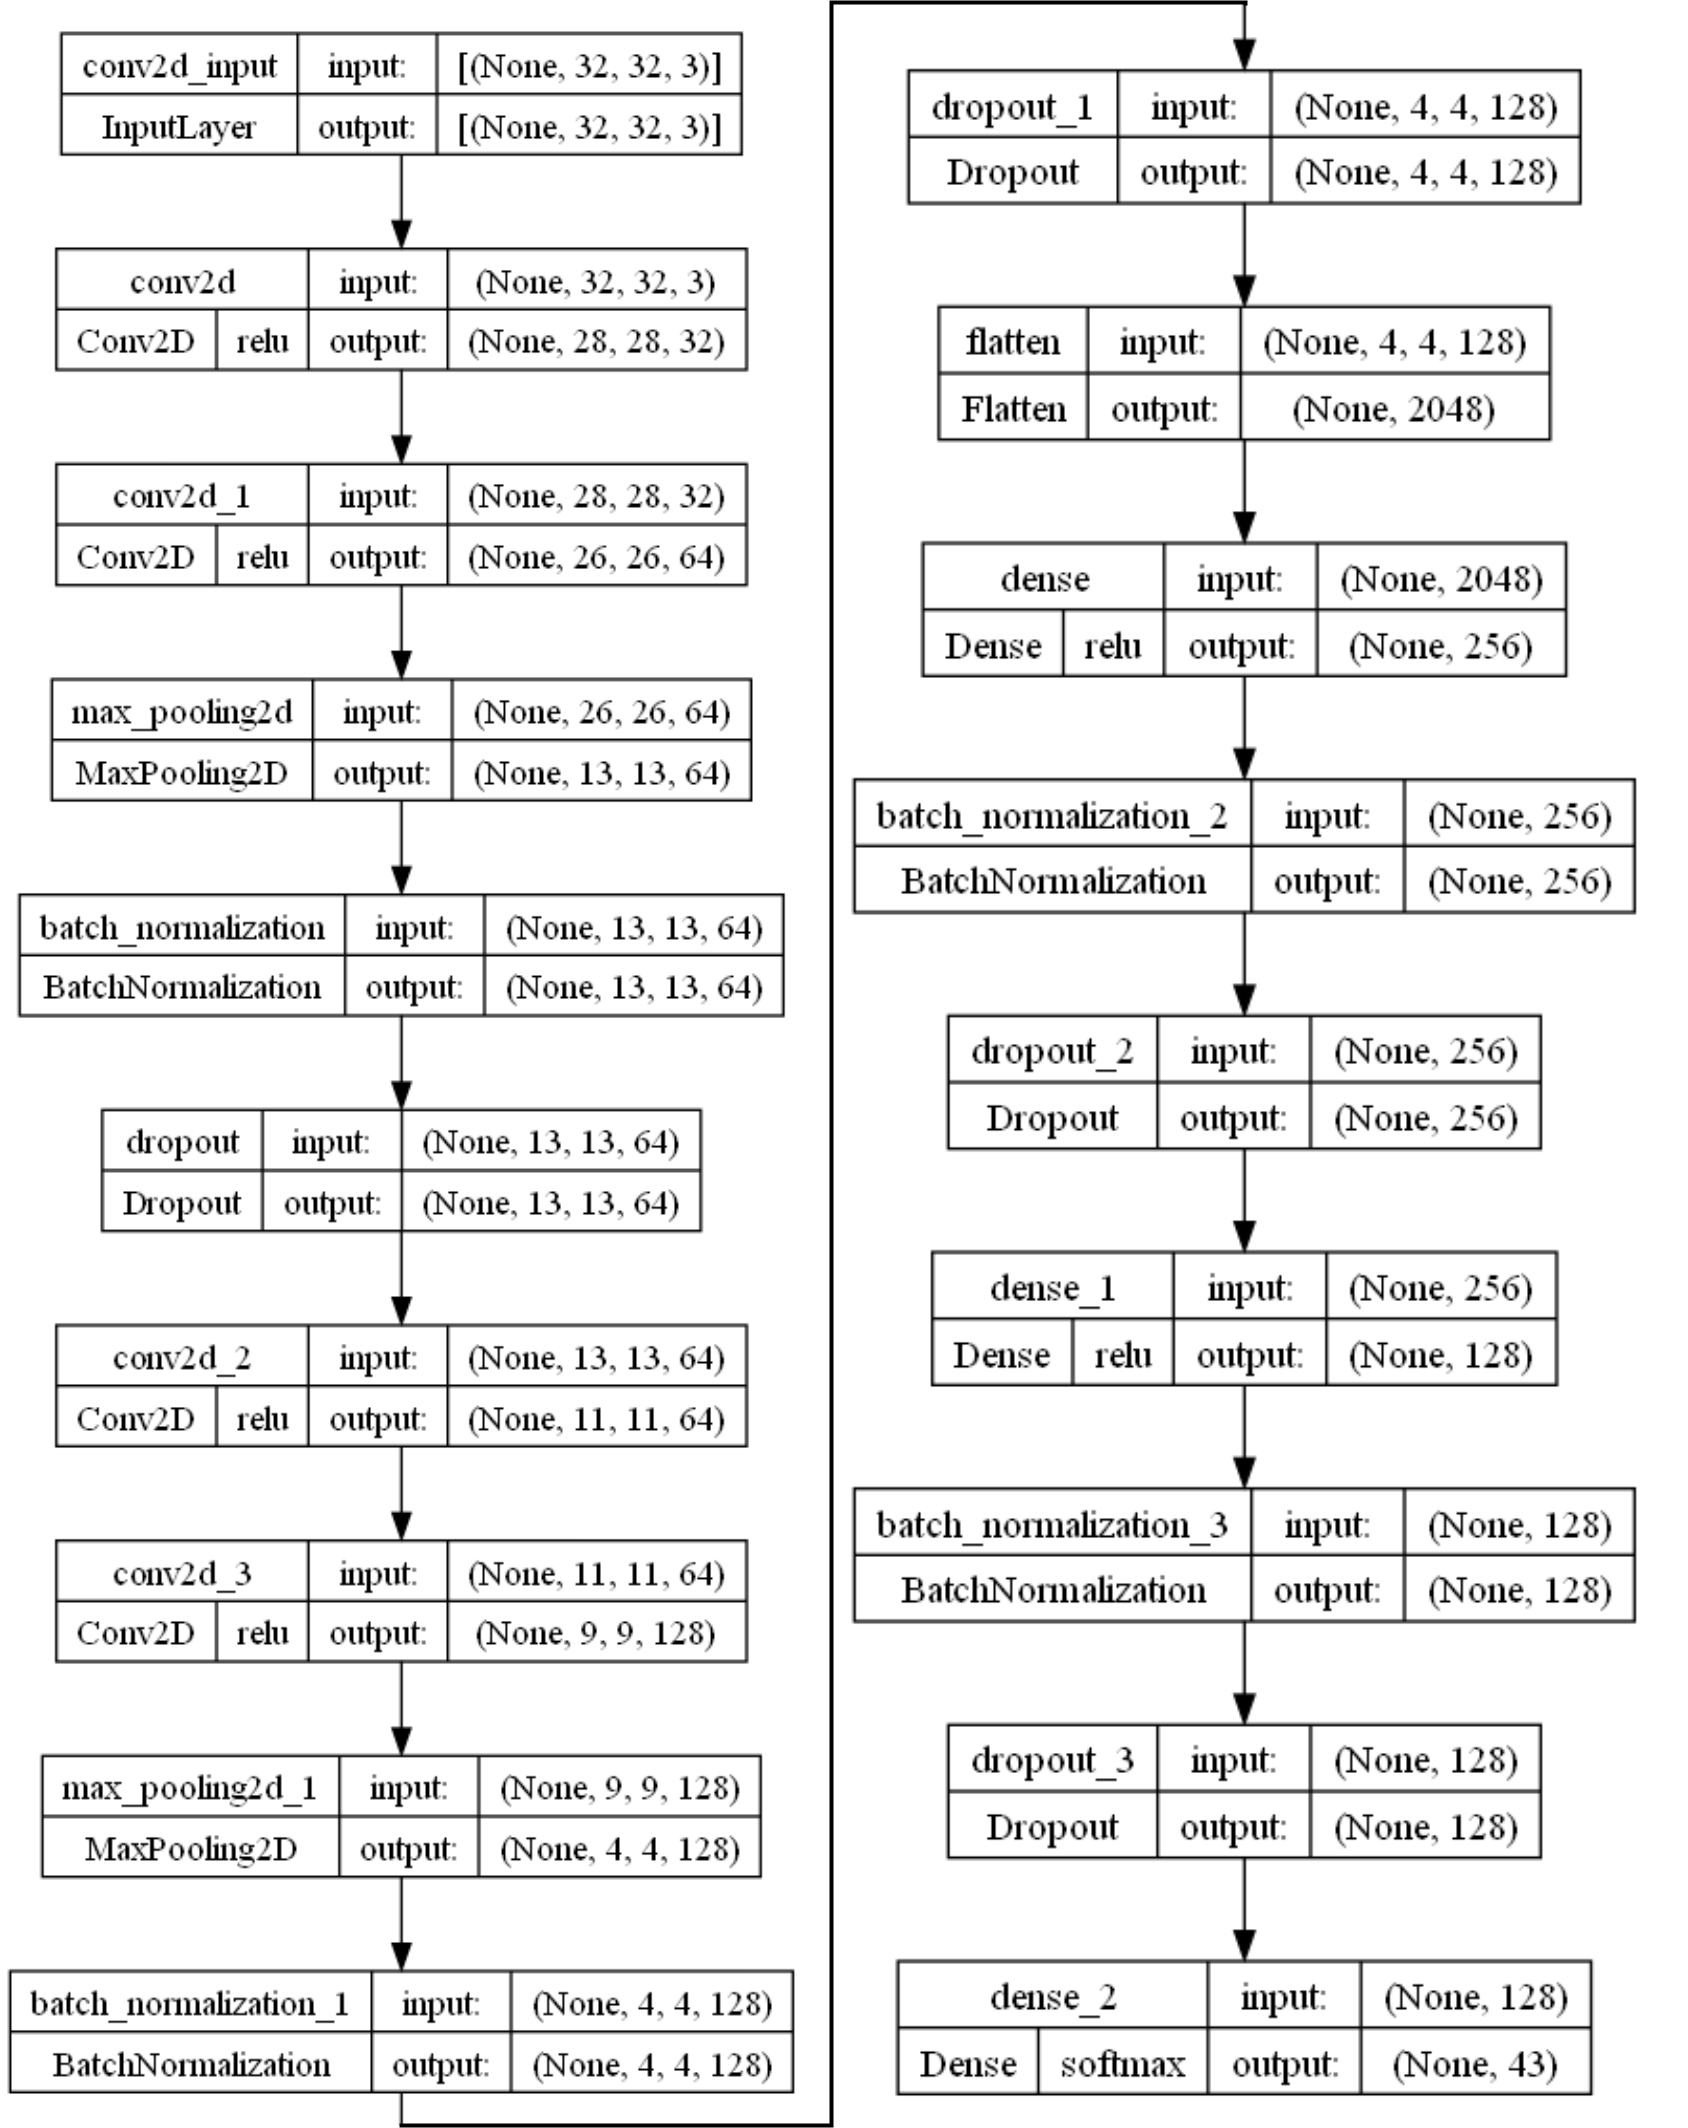 conv2d_input input: [(None, 32, 32, 3)]
InputLayer output: [(None, 32, 32, 3)]
conv2d input: (None, 32, 32, 3)
Conv2D relu output: (None, 28, 28, 32)
conv2d_1 input: (None, 28, 28, 32)
Conv2D relu output: (None, 26, 26, 64)
max_pooling2d input: (None, 26, 26, 64)
MaxPooling2D output: (None, 13, 13, 64)
batch_normalization input: (None, 13, 13, 64)
BatchNormalization output: (None, 13, 13, 64)
dropout input: (None, 13, 13, 64)
Dropout output: (None, 13, 13, 64)
conv2d_2 input: (None, 13, 13, 64)
Conv2D relu output: (None, 11, 11, 64)
conv2d_3 input: (None, 11, 11, 64)
Conv2D relu output: (None, 9, 9, 128)
max_pooling2d_1 input: (None, 9, 9, 128)
MaxPooling2D output: (None, 4, 4, 128)
batch_normalization_1 input: (None, 4, 4, 128)
BatchNormalization output: (None, 4, 4, 128)
dropout_1 input: (None, 4, 4, 128)
Dropout output: (None, 4, 4, 128)
flatten input: (None, 4, 4, 128)
Flatten output: (None, 2048)
dense input: (None, 2048)
Dense relu output: (None, 256)
batch_normalization_2 input: (None, 256)
BatchNormalization output: (None, 256)
dropout_2 input: (None, 256)
Dropout output: (None, 256)
dense_1 input: (None, 256)
Dense relu output: (None, 128)
batch_normalization_3 input: (None, 128)
BatchNormalization output: (None, 128)
dropout_3 input: (None, 128)
Dropout output: (None, 128)
dense_2 input: (None, 128)
Dense softmax output: (None, 43)